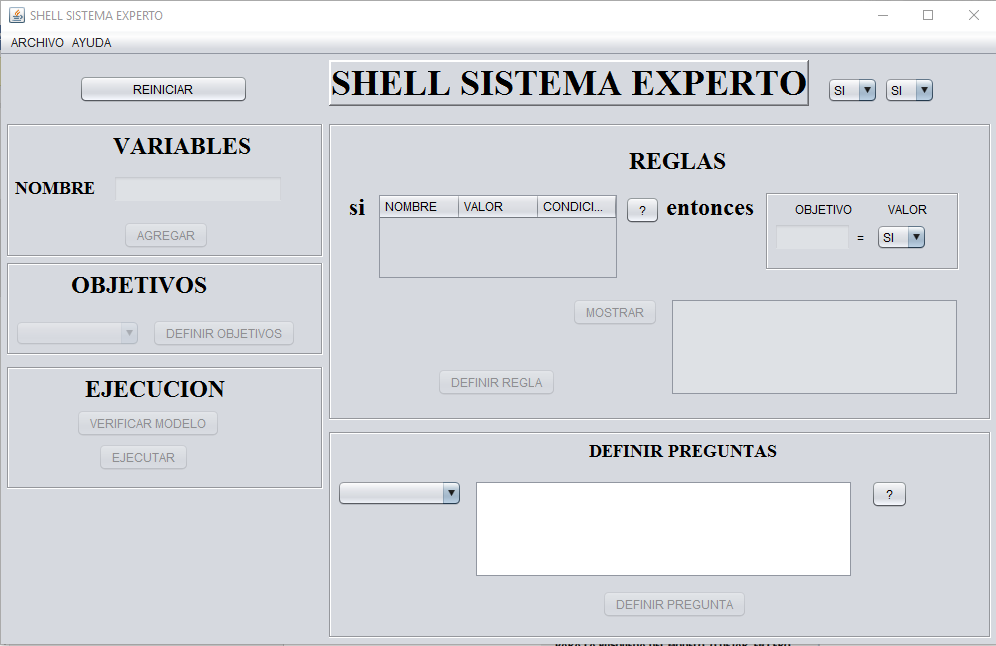 SHELL SISTEMA EXPERTO
ARCHIVO AYUDA
REINICIAR
SHELL SISTEMA EXPERTO
SI
SI
VARIABLES
NOMBRE
AGREGAR
OBJETIVOS
DEFINIR OBJETIVOS
EJECUCION
VERIFICAR MODELO
EJECUTAR
REGLAS
si
NOMBRE VALOR CONDICI...
?
entonces
OBJETIVO VALOR
= SI
MOSTRAR
DEFINIR REGLA
DEFINIR PREGUNTAS
?
DEFINIR PREGUNTA